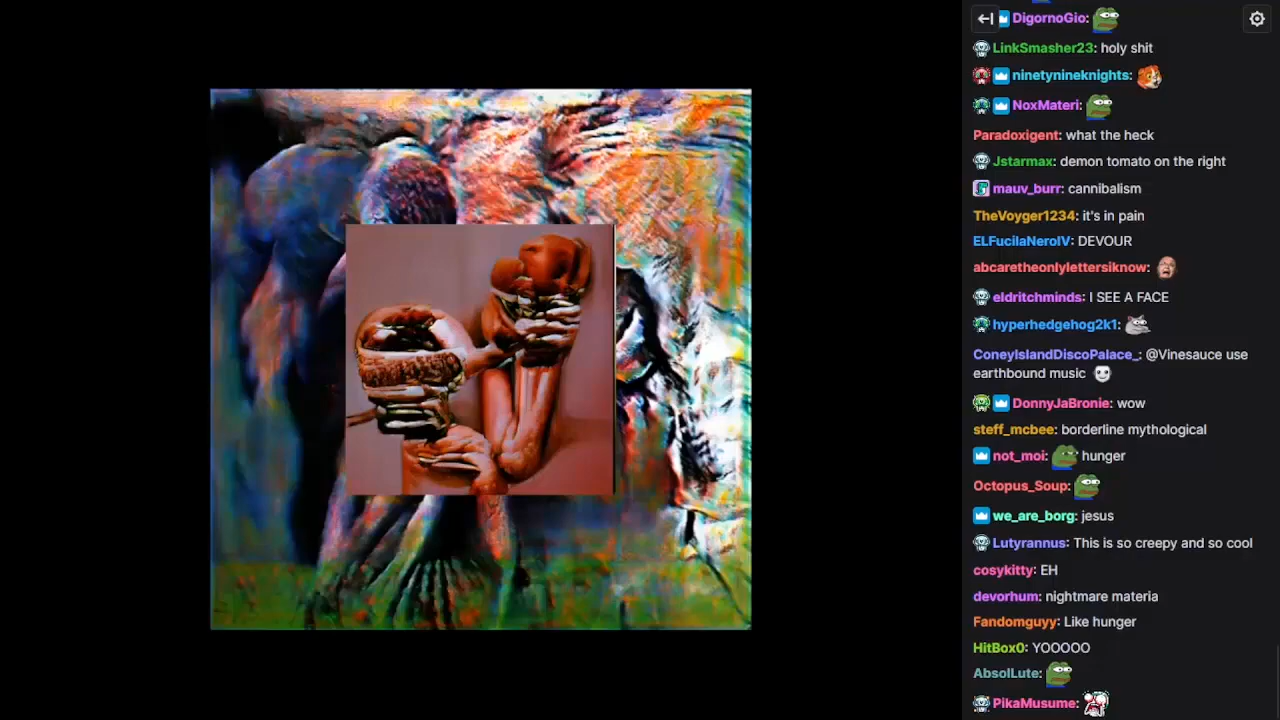 DigornoGio:
LinkSmasher23: holy shit
ninetynineknights:
NoxMateri:
Paradoxigent: what the heck
Jstarmax: demon tomato on the right
mauv_burr: cannibalism
TheVoyger1234: it's in pain
ELFucilaNeroIV: DEVOUR
abcaretheonlylettersiknow:
eldritchminds: I SEE A FACE
hyperhedgehog2k1:
ConeyIslandDiscoPalace_: @Vinesauce use
earthbound music
DonnyJaBronie: wow
steff_mcbee: borderline mythological
not_moi: hunger
Octopus_Soup:
we_are_borg: jesus
Lutyrannus: This is so creepy and so cool
cosykitty: EH
devorhum: nightmare materia
Fandomguyy: Like hunger
HitBox0: YOOOOO
AbsolLute:
PikaMusume: